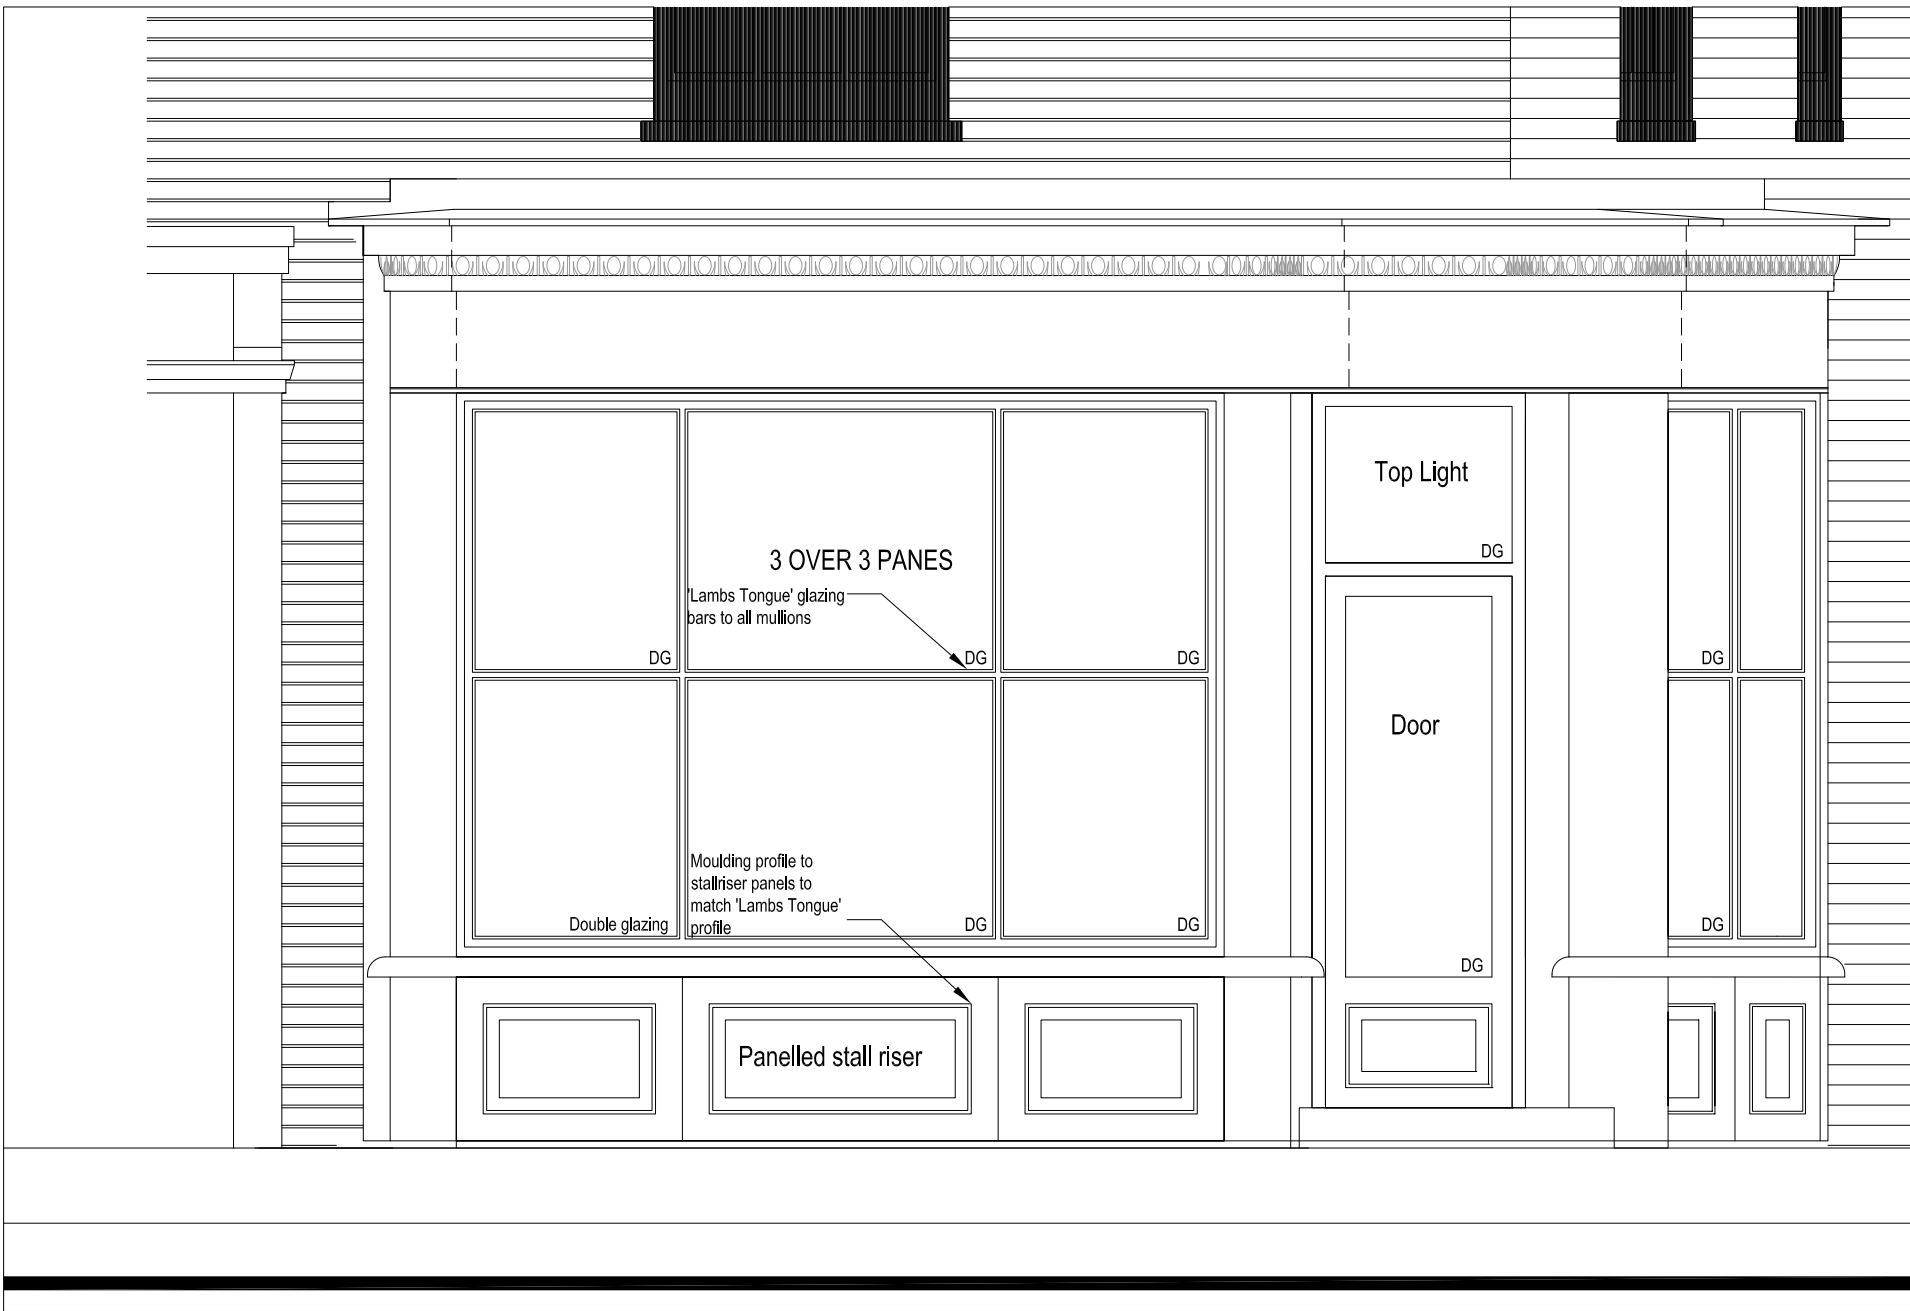 Top Light
DG
3 OVER 3 PANES
'Lambs Tongue' glazing
bars to all mullions
DG
DG
DG
DG
Door
Moulding profile to
stallriser panels to
match 'Lambs Tongue'
profile
Double glazing
DG
DG
DG
DG
Panelled stall riser